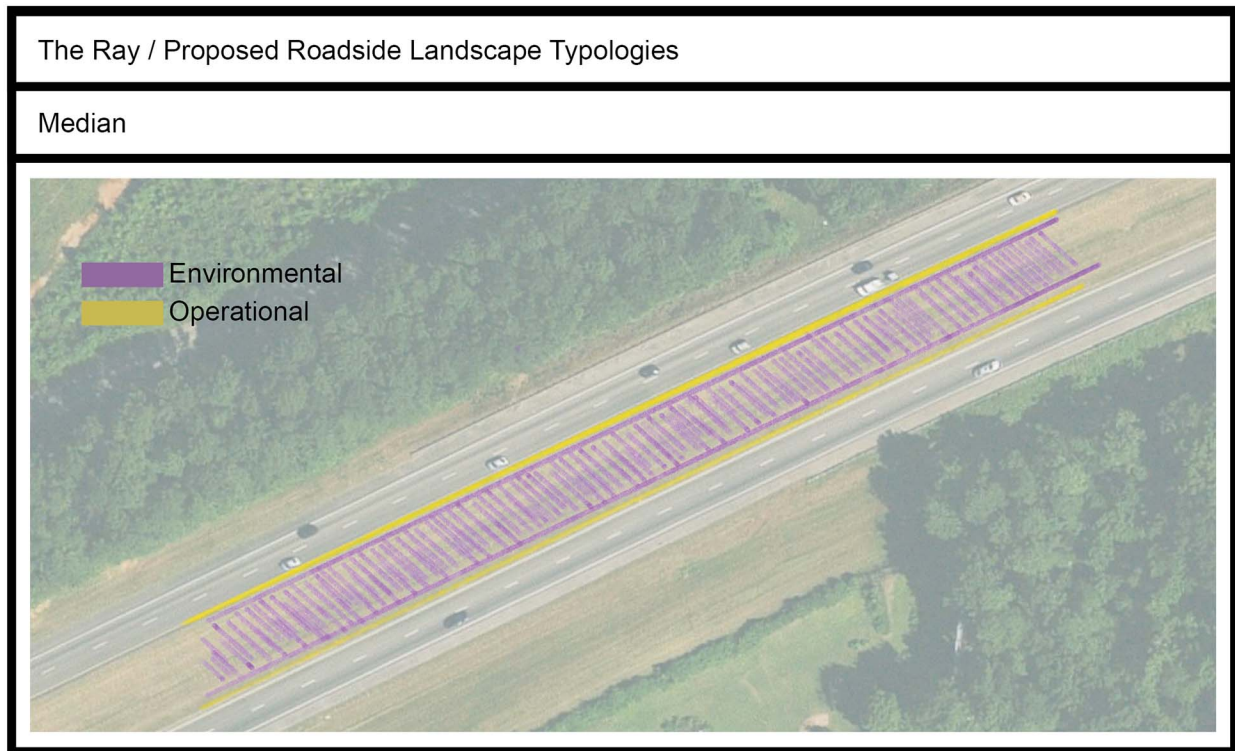 The Ray / Proposed Roadside Landscape Typologies
Median
Environmental
Operational